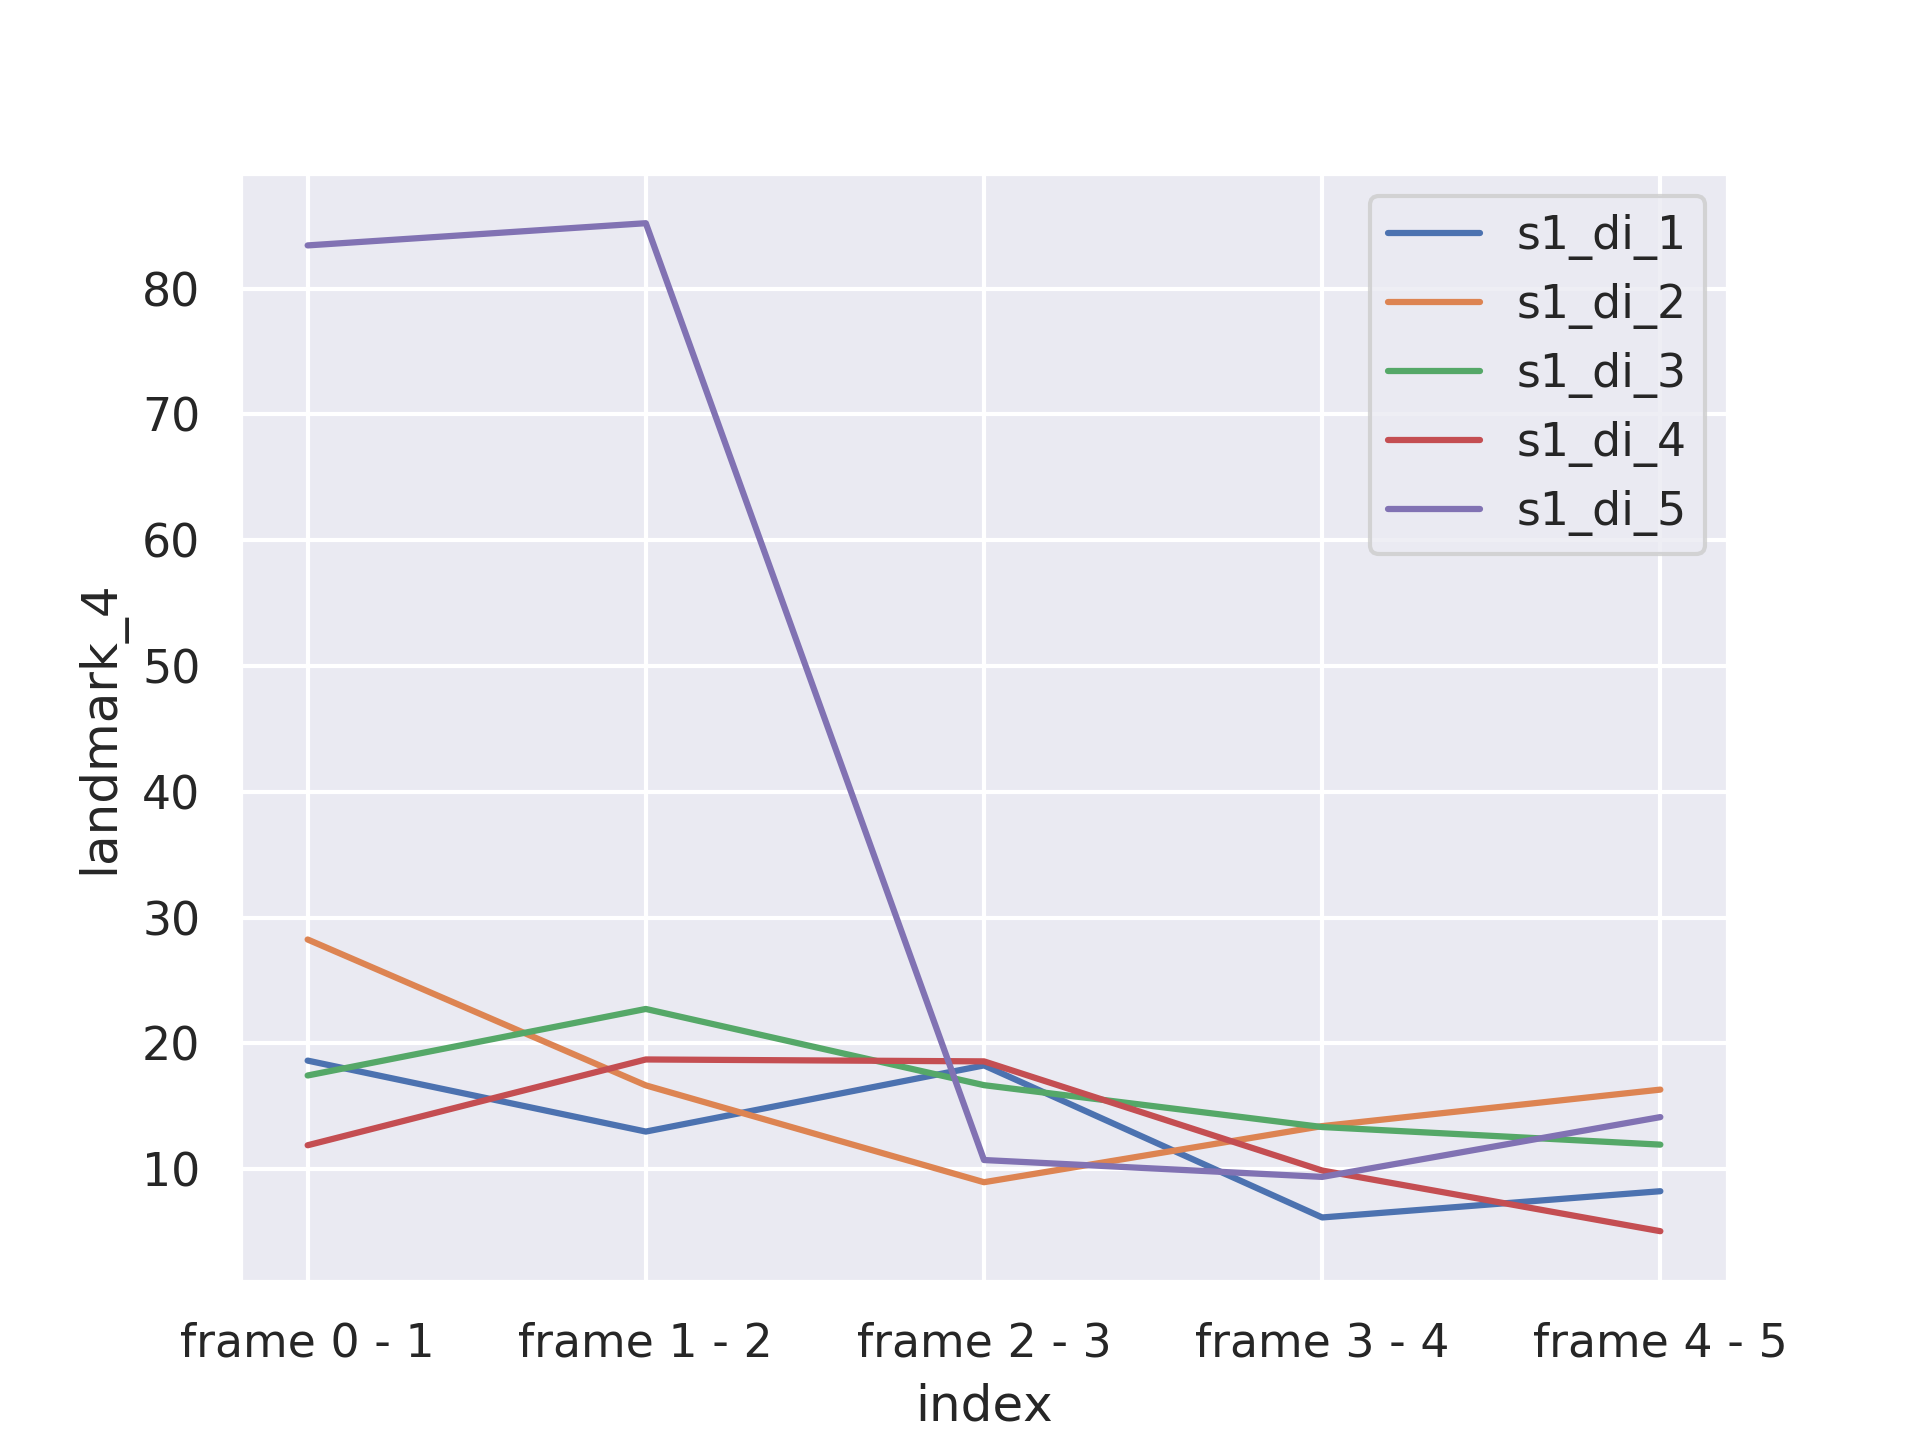 s1_di_1
s1_di_2
s1_di_3
s1_di_4
s1_di_5
landmark_4
80
70
60
50
40
30
20
10
frame 0 - 1 frame 1 - 2 frame 2 - 3 frame 3 - 4 frame 4 - 5
index